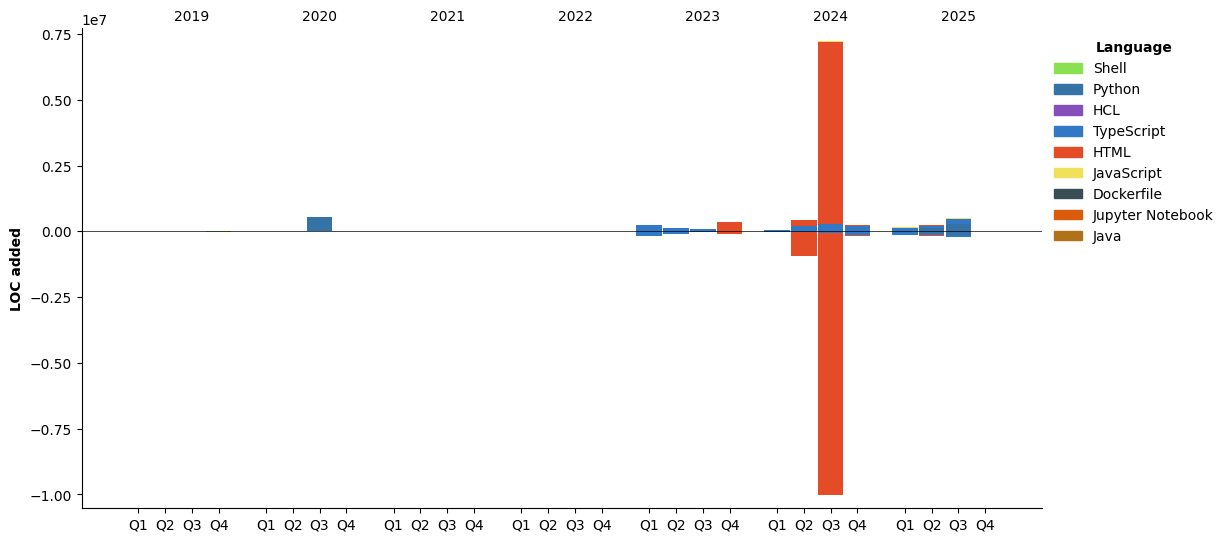 2019 2020 2021 2022 2023 2024 2025
1e7
Language
Shell
Python
HCL
TypeScript
HTML
JavaScript
Dockerfile
Jupyter Notebook
Java
LOC added
0.75
0.50
0.25
0.00
−0.25
−0.50
−0.75
−1.00
Q1 Q2 Q3 Q4 Q1 Q2 Q3 Q4 Q1 Q2 Q3 Q4 Q1 Q2 Q3 Q4 Q1 Q2 Q3 Q4 Q1 Q2 Q3 Q4 Q1 Q2 Q3 Q4